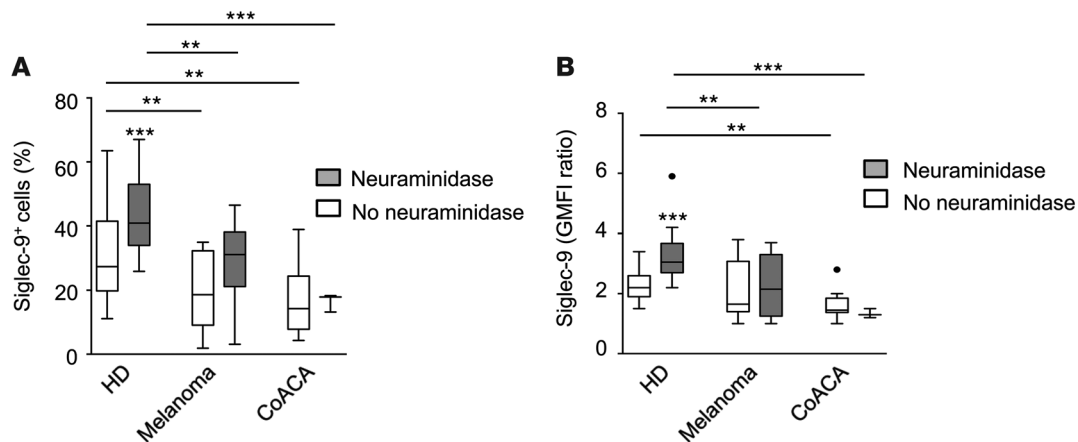 A
***
**
**
**
***
80
60
40
20
0
Siglec-9⁺ cells (%)
Neuraminidase
No neuraminidase
HD
Melanoma
CoACA
B
***
**
**
***
8
6
4
2
0
Siglec-9 (GMFI ratio)
Neuraminidase
No neuraminidase
HD
Melanoma
CoACA